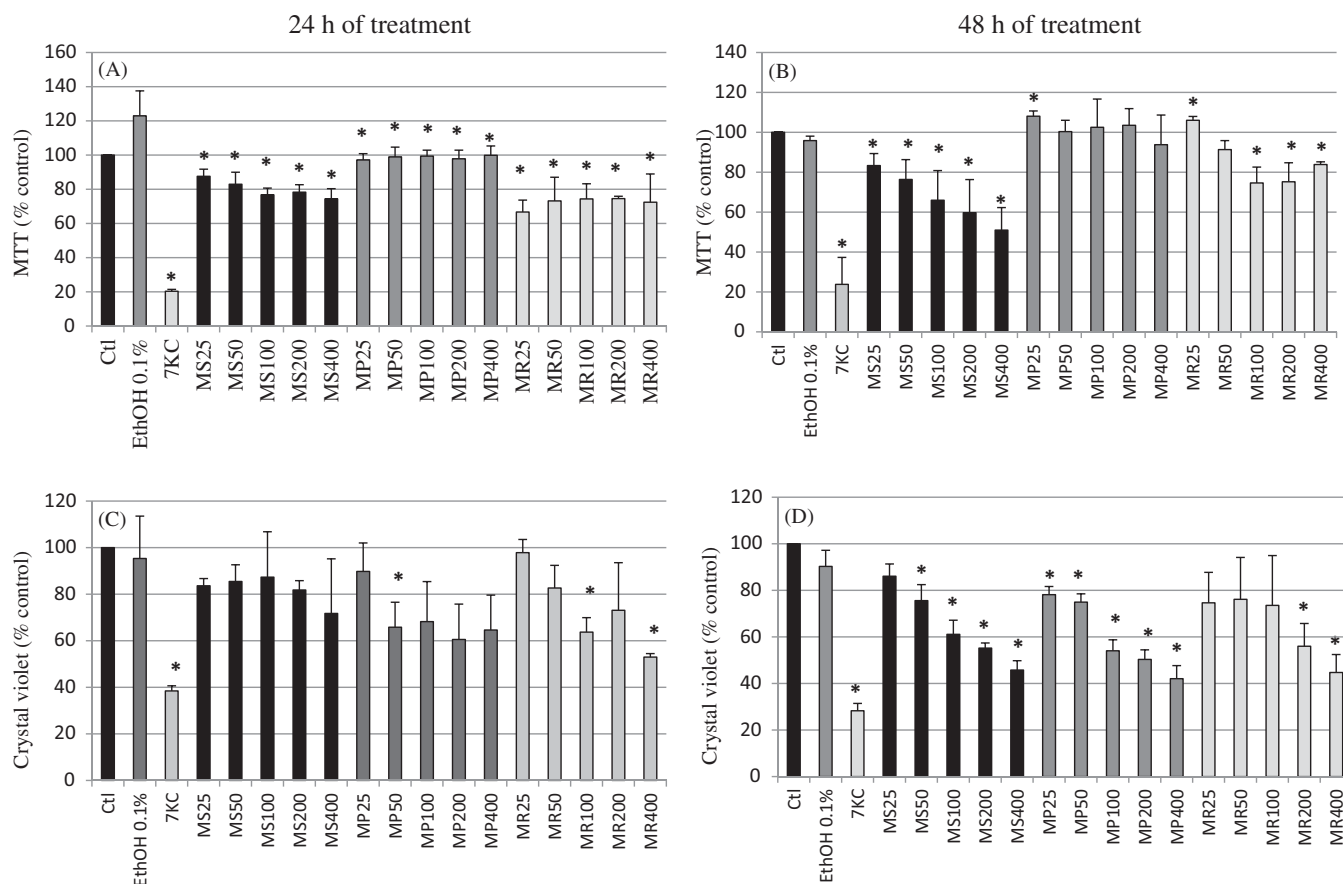 24 h of treatment
48 h of treatment
(A)
MTT (% control)
160
140
120
100
80
60
40
20
0
* * * * * * * * * * * * * * * *
Ctl EthOH 0.1% 7KC MS25 MS50 MS100 MS200 MS400 MP25 MP50 MP100 MP200 MP400 MR25 MR50 MR100 MR200 MR400
(B)
MTT (% control)
140
120
100
80
60
40
20
0
* * * * * * * * * * *
Ctl EthOH 0.1% 7KC MS25 MS50 MS100 MS200 MS400 MP25 MP50 MP100 MP200 MP400 MR25 MR50 MR100 MR200 MR400
(C)
Crystal violet (% control)
120
100
80
60
40
20
0
* * * *
Ctl EthOH 0.1% 7KC MS25 MS50 MS100 MS200 MS400 MP25 MP50 MP100 MP200 MP400 MR25 MR50 MR100 MR200 MR400
(D)
Crystal violet (% control)
120
100
80
60
40
20
0
* * * * * * * * * * * *
Ctl EthOH 0.1% 7KC MS25 MS50 MS100 MS200 MS400 MP25 MP50 MP100 MP200 MP400 MR25 MR50 MR100 MR200 MR400